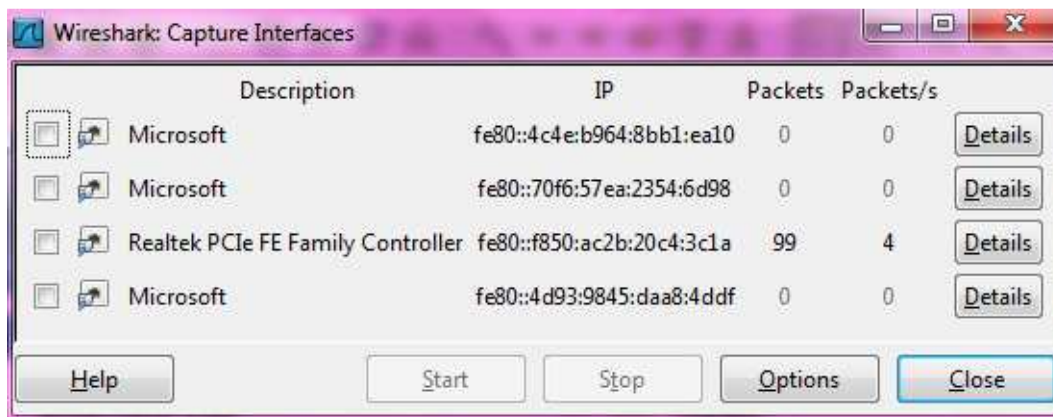 Wireshark: Capture Interfaces
Description IP Packets Packets/s
Microsoft fe80::4c4e:b964:8bb1:ea10 0 0 Details
Microsoft fe80::70f6:57ea:2354:6d98 0 0 Details
Realtek PCIe FE Family Controller fe80::f850:ac2b:20c4:3c1a 99 4 Details
Microsoft fe80::4d93:9845:daa8:4ddf 0 0 Details
Help Start Stop Options Close